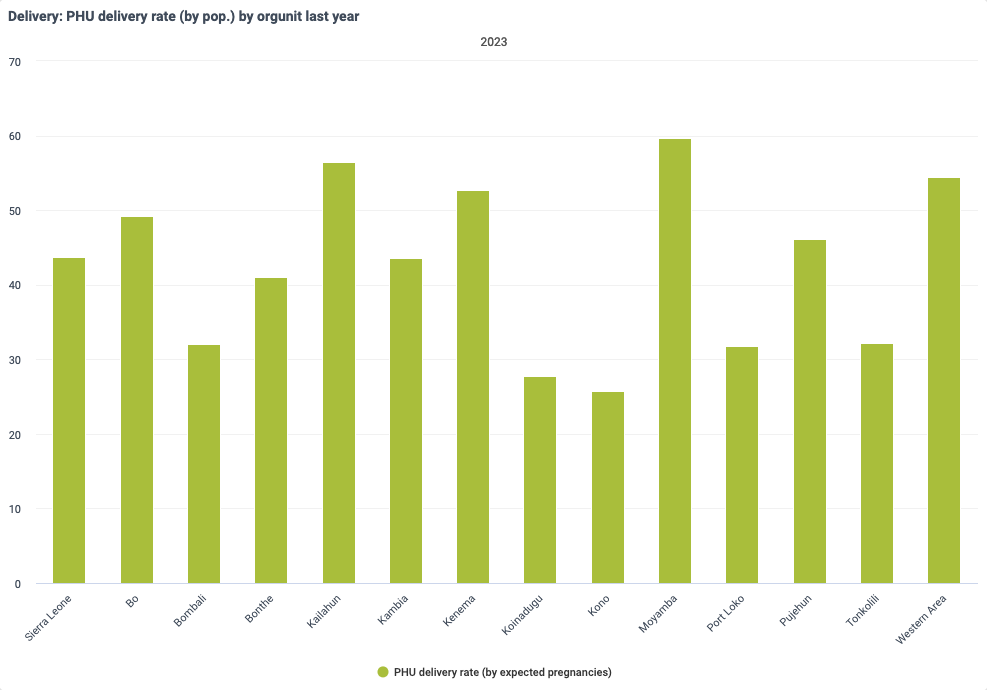 Delivery: PHU delivery rate (by pop.) by orgunit last year
2023
70
60
50
40
30
20
10
0
Sierra Leone
Bo
Bombali
Bonthe
Kailahun
Kambia
Kenema
Koinadugu
Kono
Moyamba
Port Loko
Pujehun
Tonkolili
Western Area
PHU delivery rate (by expected pregnancies)